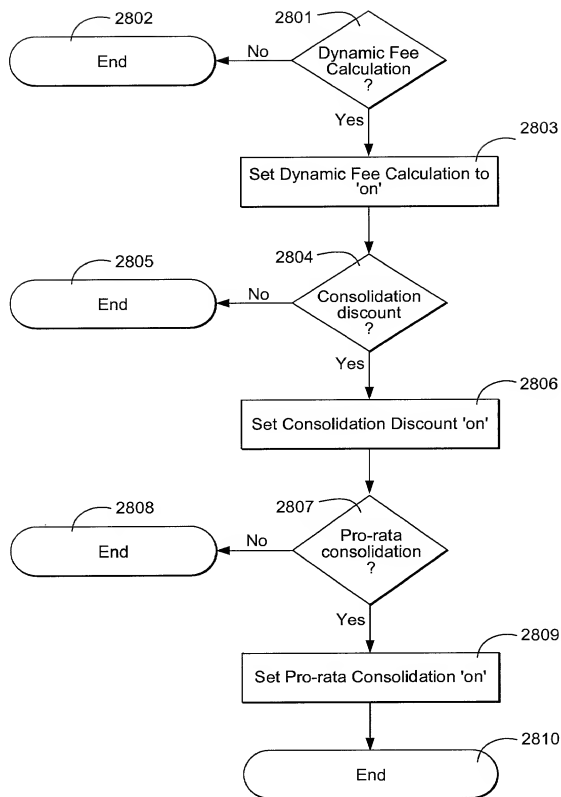 2802
2801
End
No
Dynamic Fee
Calculation
?
Yes
2803
Set Dynamic Fee Calculation to
'on'
2805
2804
End
No
Consolidation
discount
?
Yes
2806
Set Consolidation Discount 'on'
2808
2807
End
No
Pro-rata
consolidation
?
Yes
2809
Set Pro-rata Consolidation 'on'
2810
End